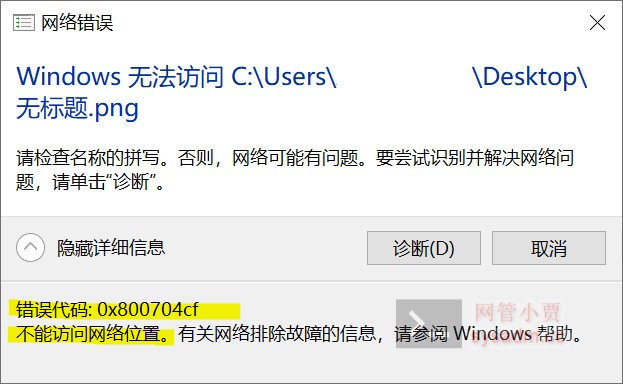 网络错误
Windows 无法访问 C:\Users\ \Desktop\
无标题.png
请检查名称的拼写。否则，网络可能有问题。要尝试识别并解决网络问
题，请单击“诊断”。
隐藏详细信息
诊断(D)
取消
错误代码: 0x800704cf
网管小贾
不能访问网络位置。有关网络排除故障的信息，请参阅 Windows 帮助。